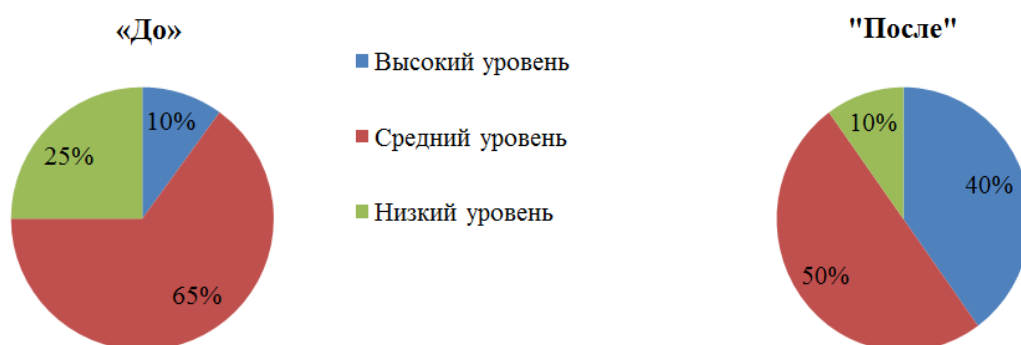 «До»
10%
25%
65%
Высокий уровень
Средний уровень
Низкий уровень
"После"
10%
40%
50%